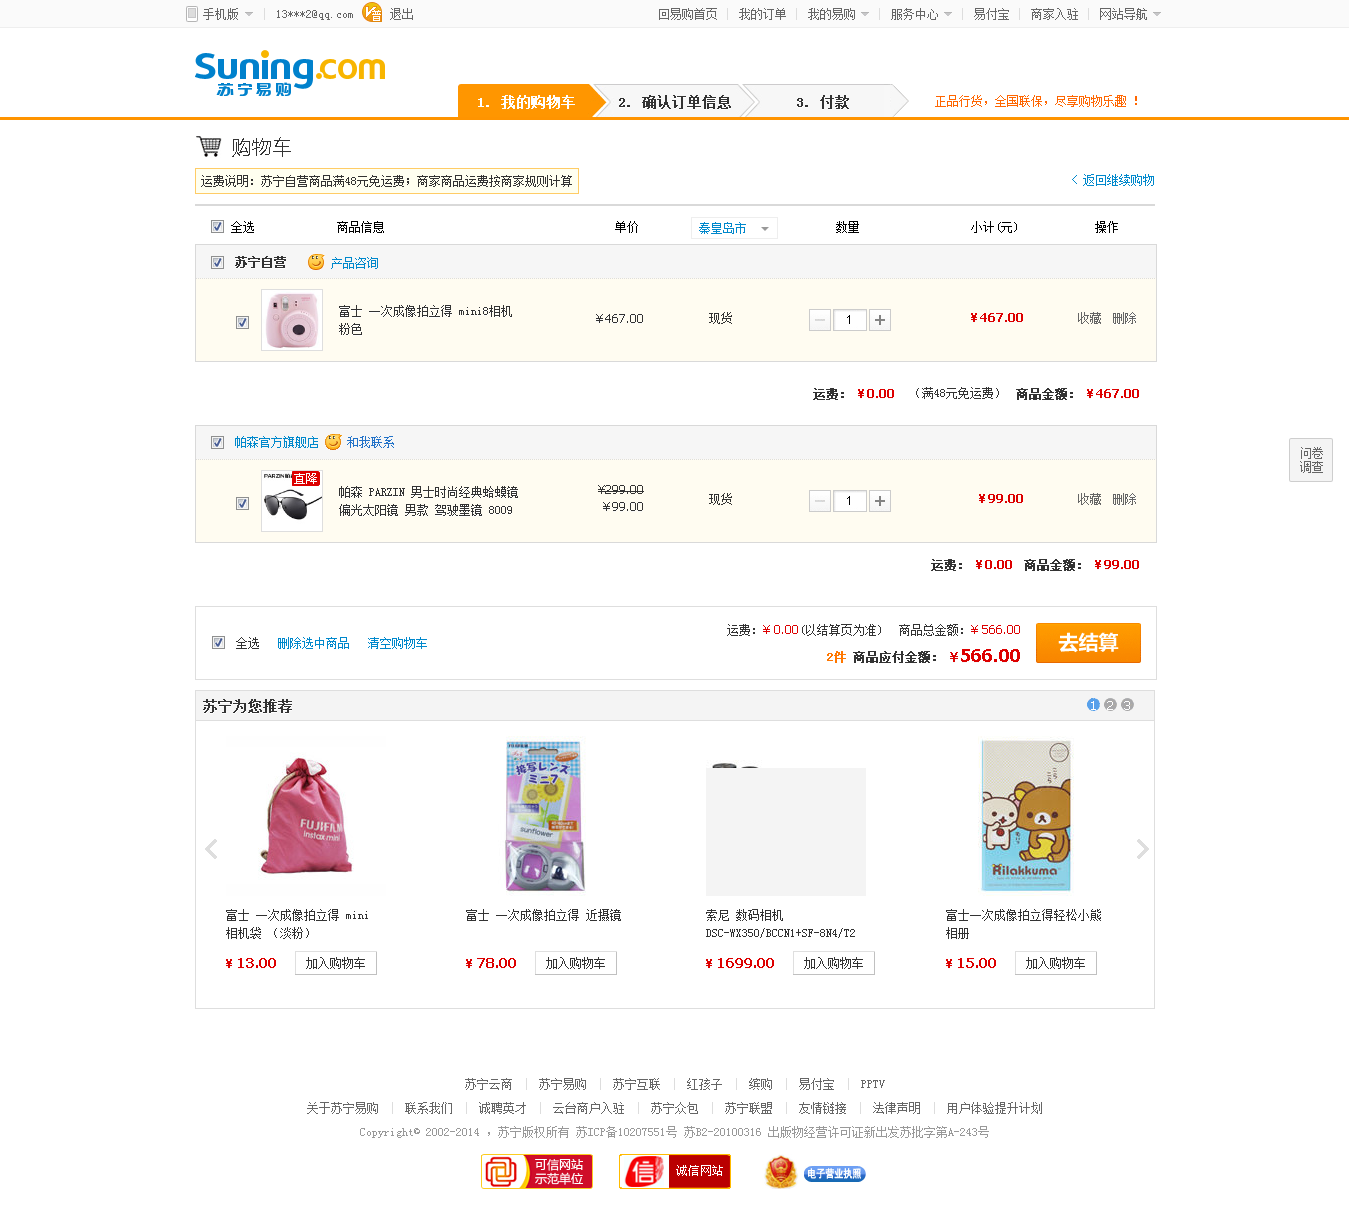 手机版 13***2@qq.com V客 退出 回易购首页 我的订单 我的易购 服务中心 易付宝 商家入驻 网站导航
Suning.com
苏宁易购
1. 我的购物车 2. 确认订单信息 3. 付款 正品行货，全国联保，尽享购物乐趣 ！
购物车
运费说明：苏宁自营商品满48元免运费；商家商品运费按商家规则计算 < 返回继续购物
全选 商品信息 单价 秦皇岛市 数量 小计(元) 操作
苏宁自营 产品咨询
富士 一次成像拍立得 mini8相机
粉色
¥467.00 现货 － 1 ＋ ¥467.00 收藏 删除
运费： ¥0.00 （满48元免运费） 商品金额： ¥467.00
帕森官方旗舰店 和我联系
直降
帕森 PARZIN 男士时尚经典蛤蟆镜
偏光太阳镜 男款 驾驶墨镜 8009
¥299.00
¥99.00
现货 － 1 ＋ ¥99.00 收藏 删除
运费： ¥0.00 商品金额： ¥99.00
全选 删除选中商品 清空购物车
运费：¥ 0.00(以结算页为准) 商品总金额：¥ 566.00
2件 商品应付金额： ¥566.00
去结算
苏宁为您推荐 1 2 3
FUJIFILM
instax mini
接写レンズ
ミニ7
sunflower
Rilakkuma
富士 一次成像拍立得 mini
相机袋 （淡粉）
富士 一次成像拍立得 近摄镜
索尼 数码相机
DSC-WX350/BCCN1+SF-8N4/T2
富士一次成像拍立得轻松小熊
相册
¥ 13.00 加入购物车 ¥ 78.00 加入购物车 ¥ 1699.00 加入购物车 ¥ 15.00 加入购物车
问卷
调查
苏宁云商 苏宁易购 苏宁互联 红孩子 缤购 易付宝 PPTV
关于苏宁易购 联系我们 诚聘英才 云台商户入驻 苏宁众包 苏宁联盟 友情链接 法律声明 用户体验提升计划
Copyright© 2002-2014 ，苏宁版权所有 苏ICP备10207551号 苏B2-20100316 出版物经营许可证新出发苏批字第A-243号
可信网站
示范单位
诚信网站
电子营业执照